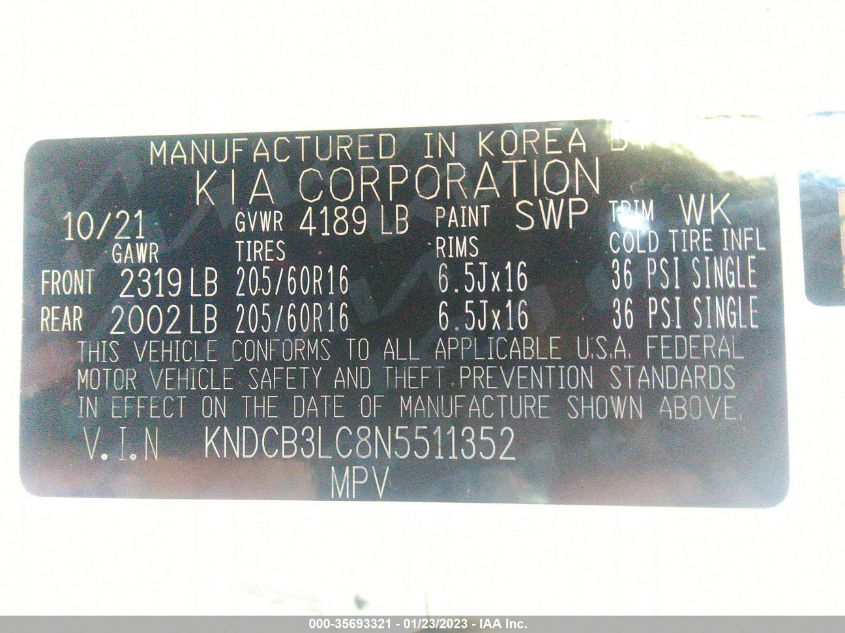 MANUFACTURED IN KOREA BY
KIA CORPORATION
10/21 GVWR 4189 LB PAINT SWP TRIM WK
GAWR TIRES RIMS COLD TIRE INFL
FRONT 2319 LB 205/60R16 6.5Jx16 36 PSI SINGLE
REAR 2002 LB 205/60R16 6.5Jx16 36 PSI SINGLE
THIS VEHICLE CONFORMS TO ALL APPLICABLE U.S.A. FEDERAL
MOTOR VEHICLE SAFETY AND THEFT PREVENTION STANDARDS
IN EFFECT ON THE DATE OF MANUFACTURE SHOWN ABOVE.
V.I.N KNDCB3LC8N5511352
MPV
000-35693321 - 01/23/2023 - IAA Inc.